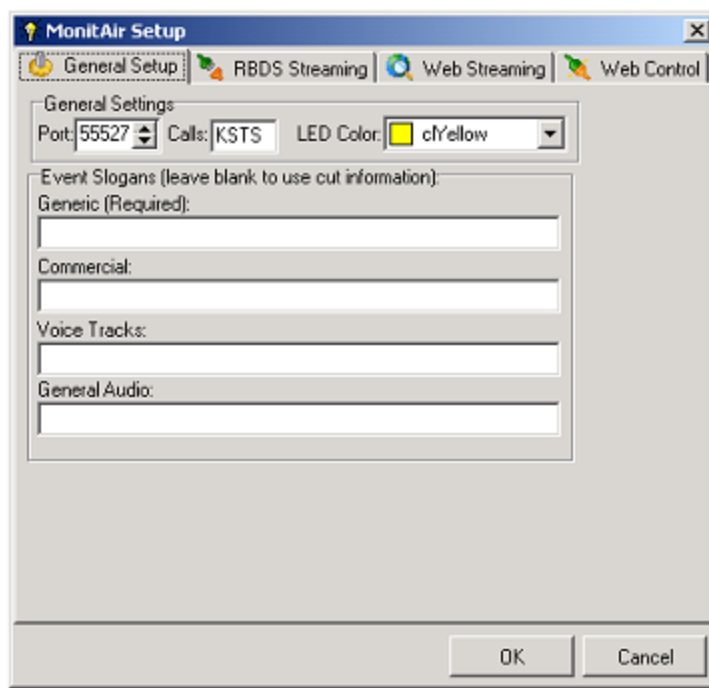 MonitAir Setup
General Setup RBDS Streaming Web Streaming Web Control
General Settings
Port: 55527 Calls: KSTS LED Color: clYellow
Event Slogans (leave blank to use cut information):
Generic (Required):
Commercial:
Voice Tracks:
General Audio:
OK Cancel